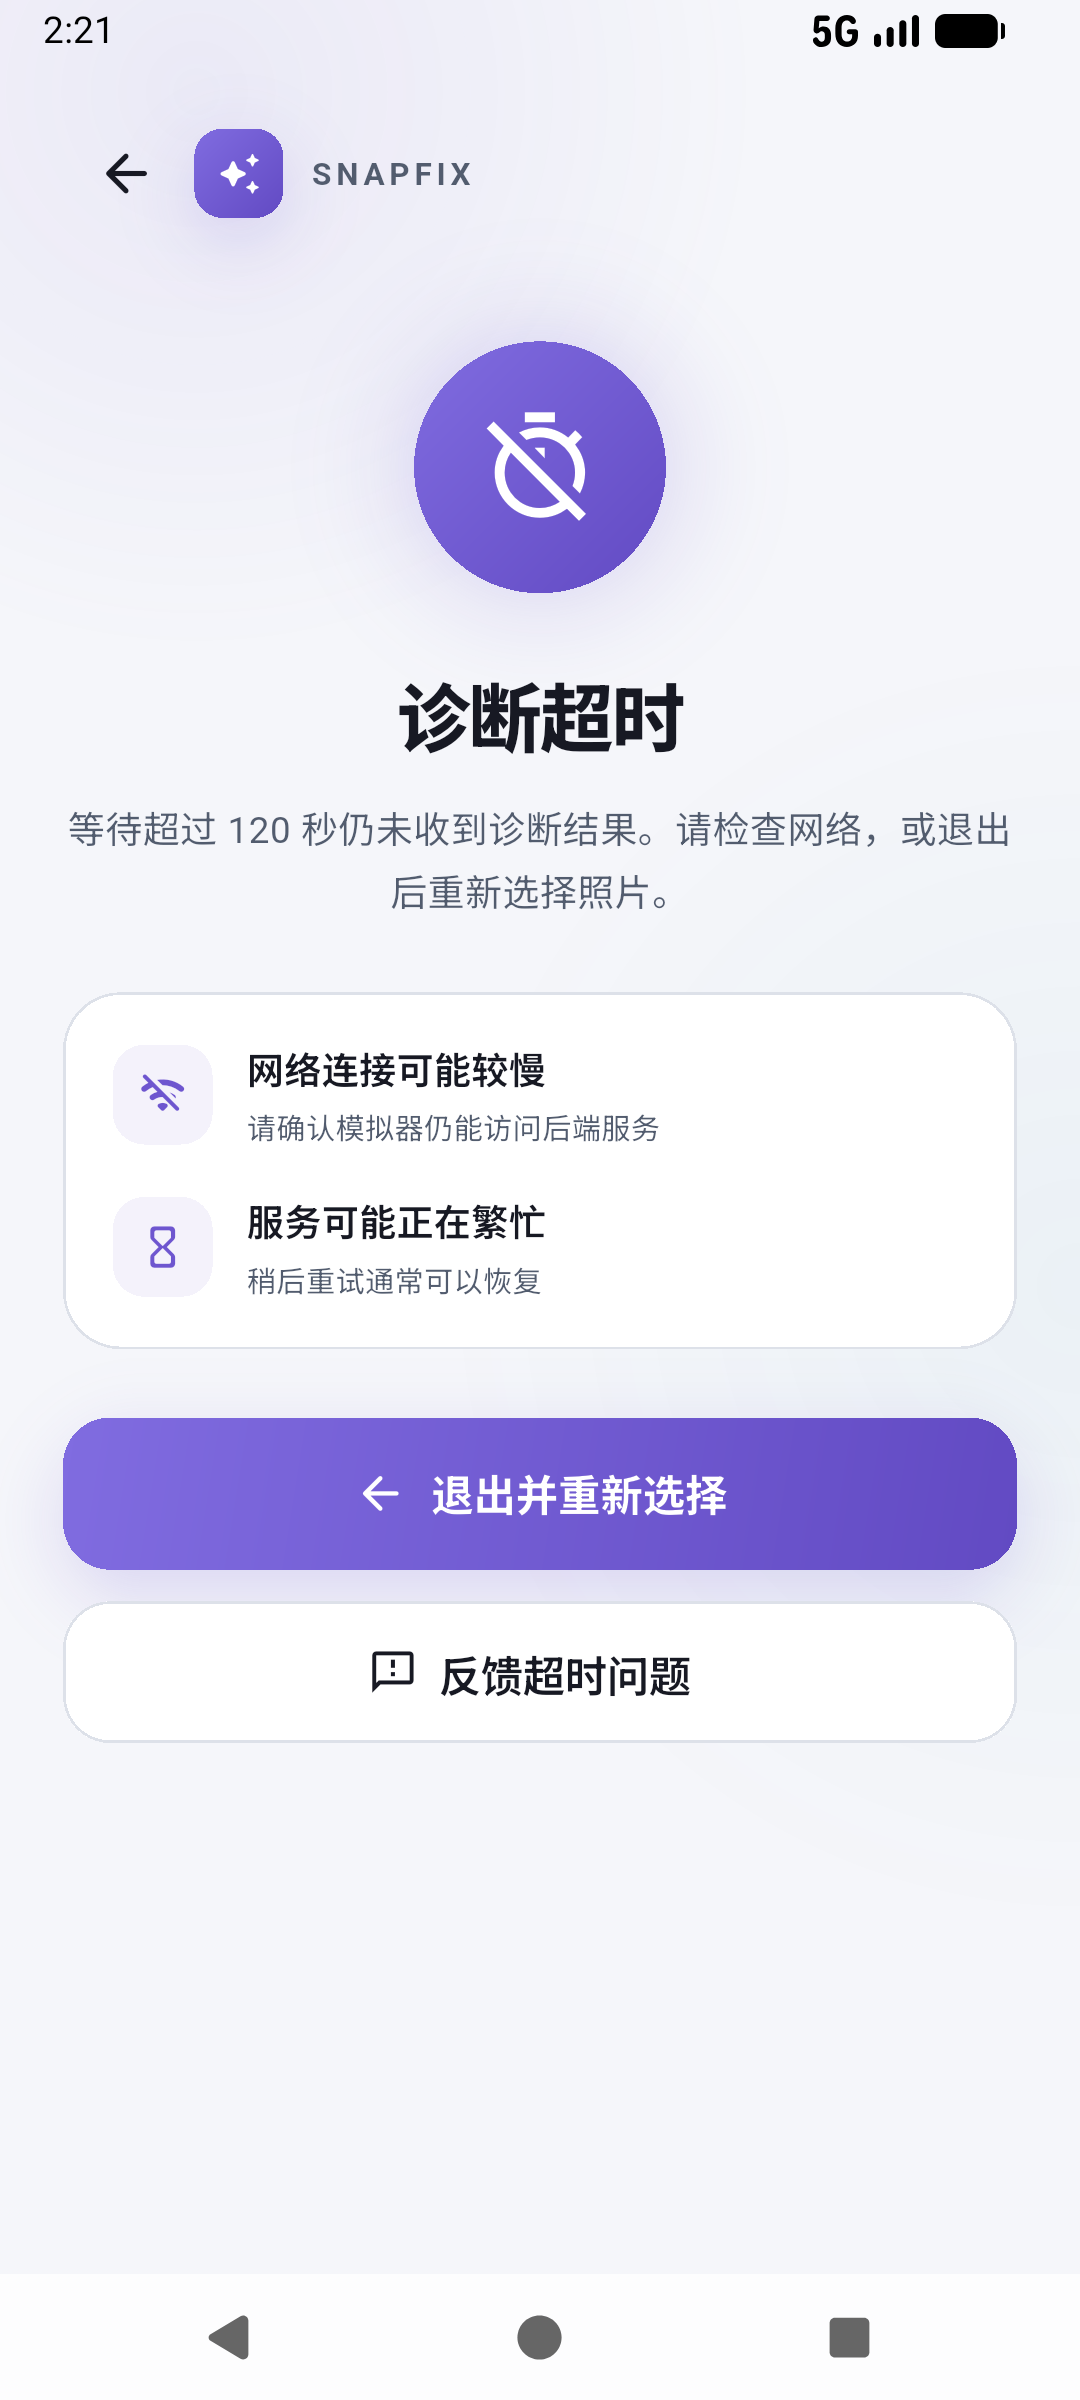 2:21
5G
SNAPFIX
诊断超时
等待超过 120 秒仍未收到诊断结果。请检查网络，或退出
后重新选择照片。
网络连接可能较慢
请确认模拟器仍能访问后端服务
服务可能正在繁忙
稍后重试通常可以恢复
退出并重新选择
反馈超时问题